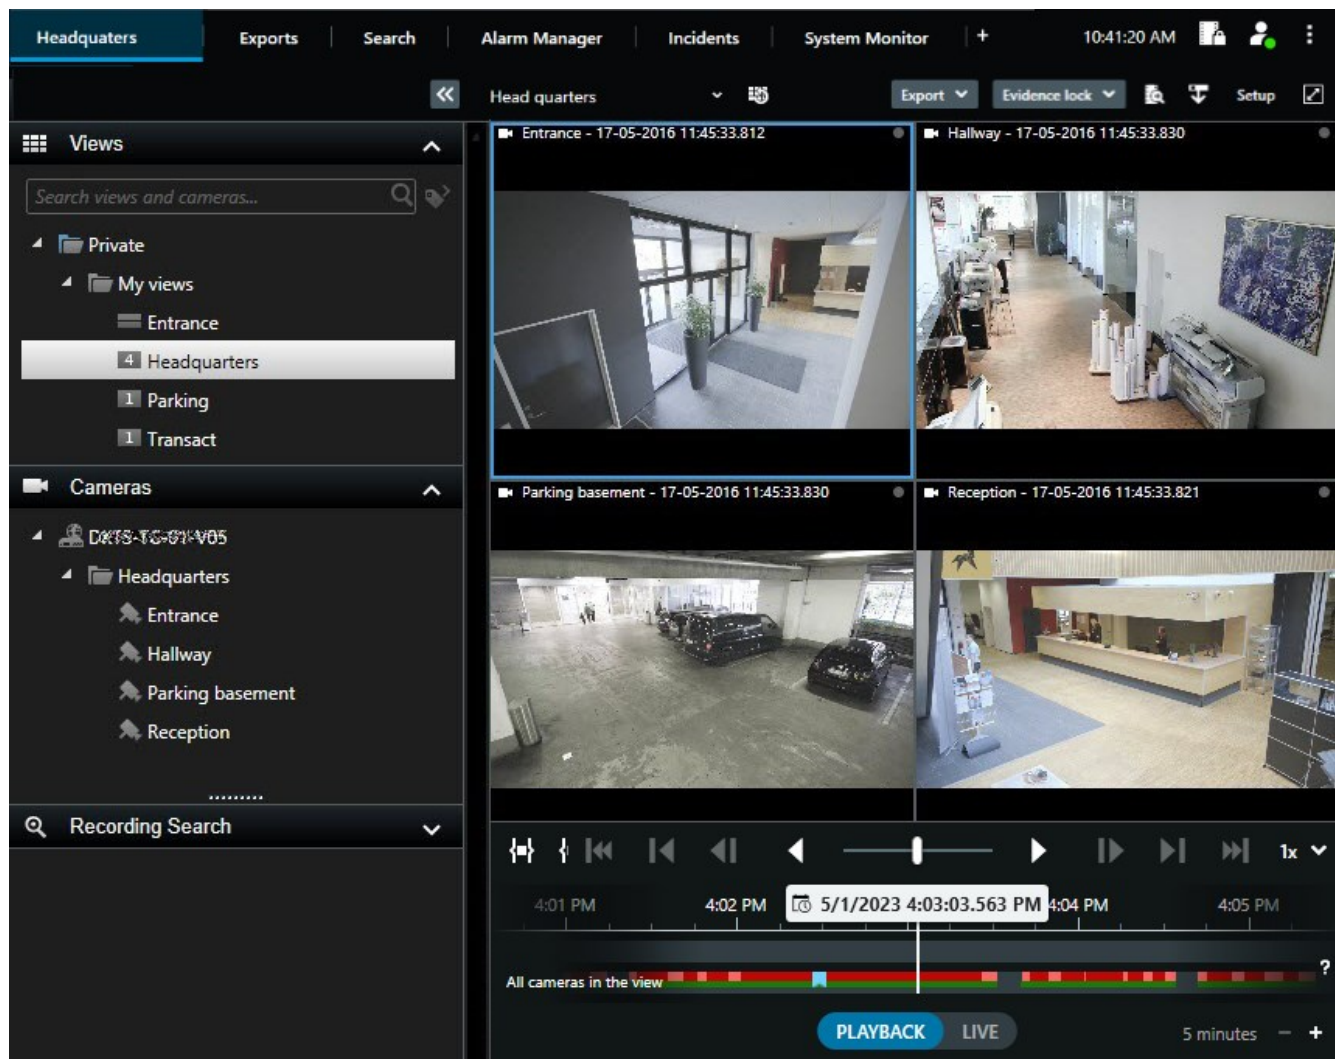 Headquaters Exports Search Alarm Manager Incidents System Monitor + 10:41:20 AM
Head quarters Export Evidence lock Setup
Views
Search views and cameras...
Private
My views
Entrance
4 Headquarters
1 Parking
1 Transact
Cameras
Headquarters
Entrance
Hallway
Parking basement
Reception
Recording Search
Entrance - 17-05-2016 11:45:33.812
Hallway - 17-05-2016 11:45:33.830
Parking basement - 17-05-2016 11:45:33.830
Reception - 17-05-2016 11:45:33.821
1x
4:01 PM 4:02 PM 5/1/2023 4:03:03.563 PM 4:04 PM 4:05 PM
All cameras in the view ?
PLAYBACK LIVE 5 minutes − +